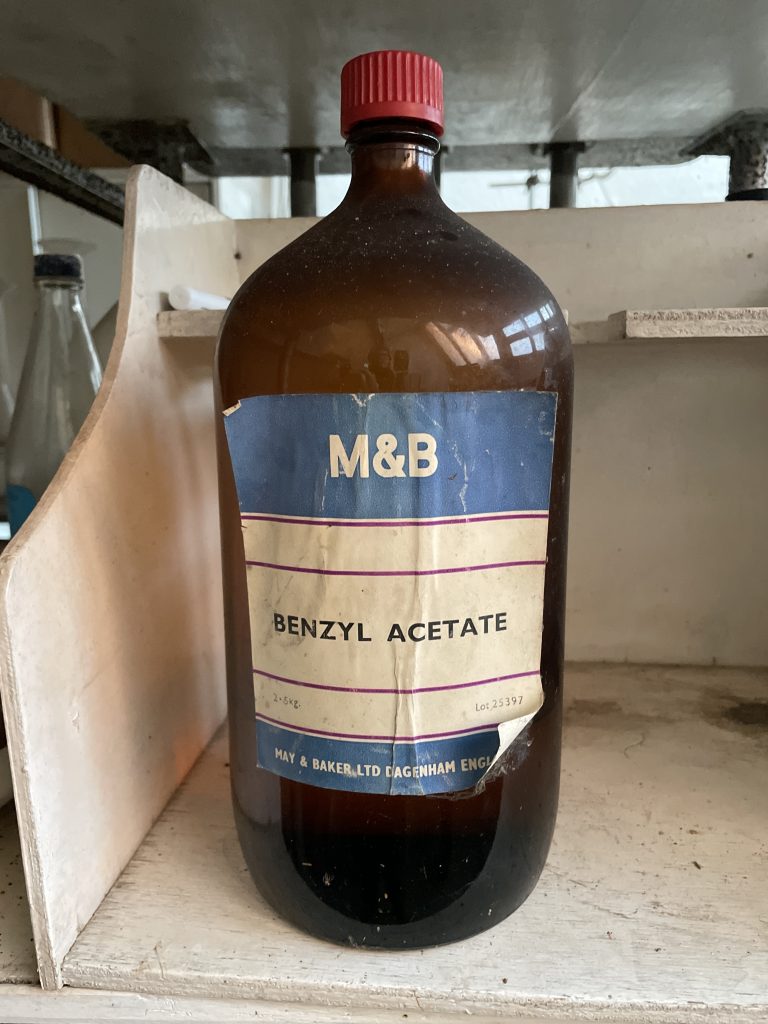 M&B
BENZYL ACETATE
2·5kg. Lot 25397
MAY & BAKER LTD DAGENHAM ENGL